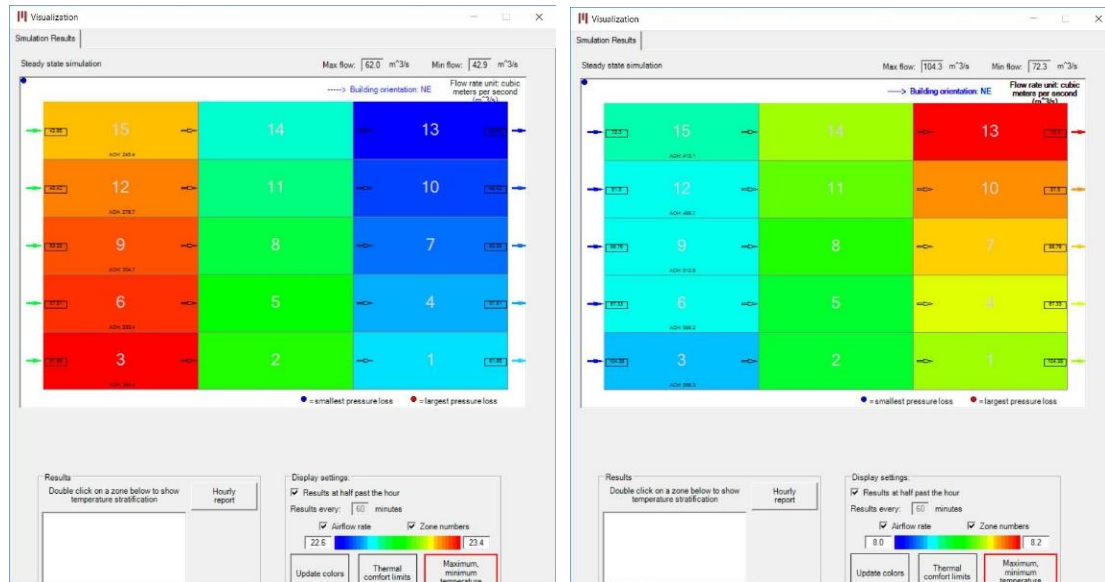 Visualization
Simulation Results
Steady state simulation
Max flow: 62.0 m^3/s Min flow: 42.9 m^3/s
Flow rate unit: cubic
----> Building orientation: NE
meters per second
(m^3/s)
15 14 13
12 11 10
9 8 7
6 5 4
3 2 1
=smallest pressure loss =largest pressure loss
Results
Double click on a zone below to show
temperature stratification
Hourly
report
Display settings:
Results at half past the hour
Results every: 60 minutes
Airflow rate Zone numbers
22.6 23.4
Update colors
Thermal
comfort limits
Maximum,
minimum
temperature
Visualization
Simulation Results
Steady state simulation
Max flow: 104.3 m^3/s Min flow: 72.3 m^3/s
Flow rate unit: cubic
----> Building orientation: NE
meters per second
(m^3/s)
15 14 13
12 11 10
9 8 7
6 5 4
3 2 1
=smallest pressure loss =largest pressure loss
Results
Double click on a zone below to show
temperature stratification
Hourly
report
Display settings:
Results at half past the hour
Results every: 60 minutes
Airflow rate Zone numbers
8.0 8.2
Update colors
Thermal
comfort limits
Maximum,
minimum
temperature